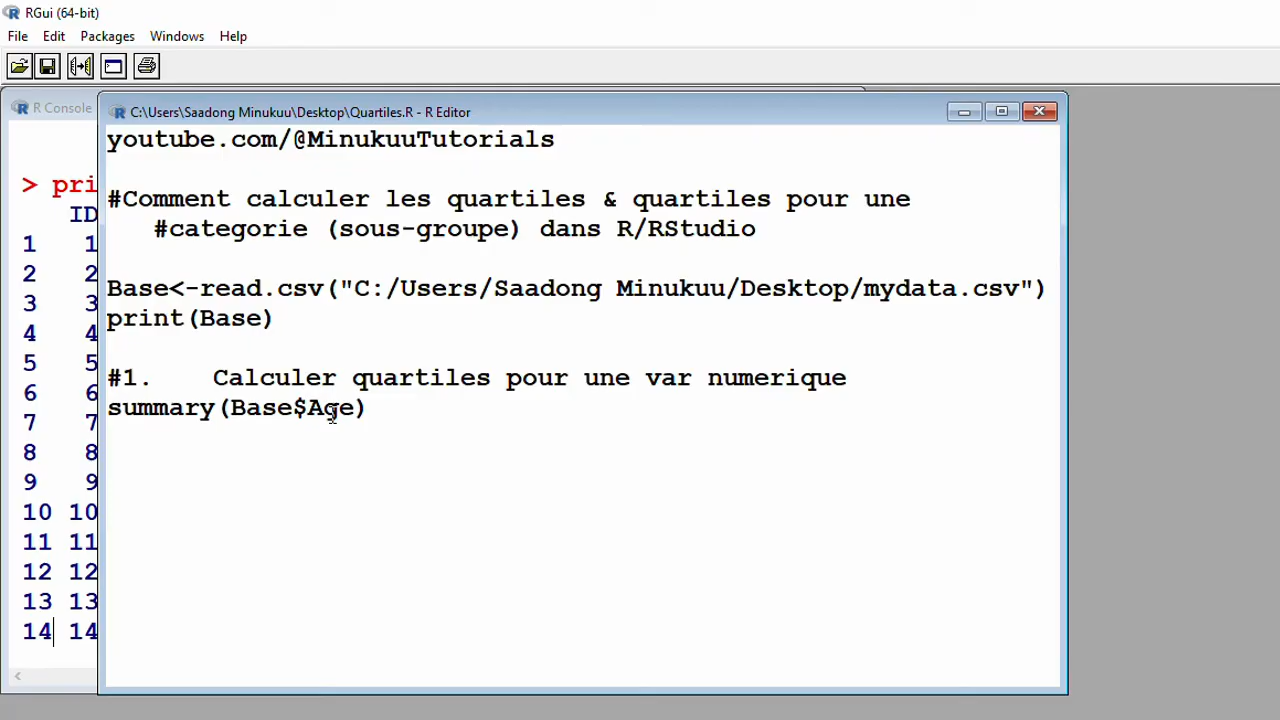 RGui (64-bit)
File Edit Packages Windows Help
R Console
C:\Users\Saadong Minukuu\Desktop\Quartiles.R - R Editor
youtube.com/@MinukuuTutorials
#Comment calculer les quartiles & quartiles pour une
#categorie (sous-groupe) dans R/RStudio
Base<-read.csv("C:/Users/Saadong Minukuu/Desktop/mydata.csv")
print(Base)
#1. Calculer quartiles pour une var numerique
summary(Base$Age)
> pri
ID
1 1
2 2
3 3
4 4
5 5
6 6
7 7
8 8
9 9
10 10
11 11
12 12
13 13
14 14